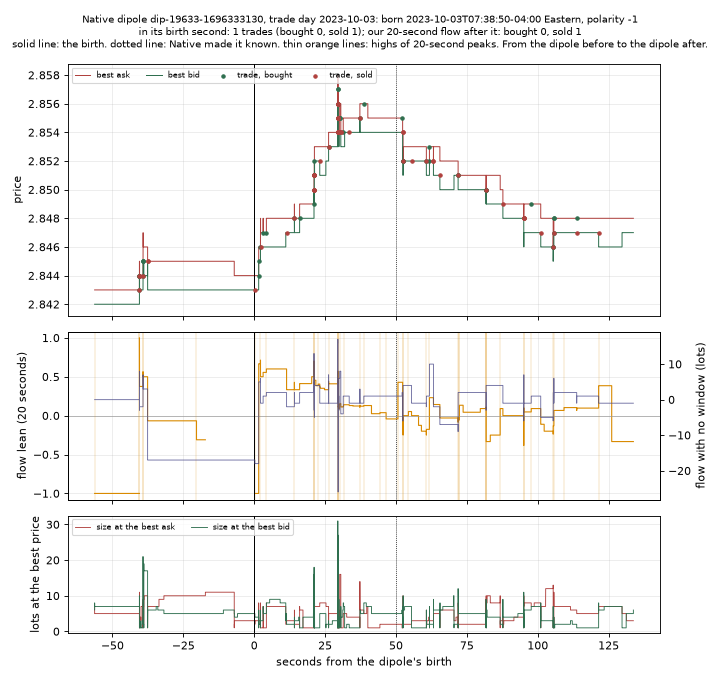 Native dipole dip-19633-1696333130, trade day 2023-10-03: born 2023-10-03T07:38:50-04:00 Eastern, polarity -1
in its birth second: 1 trades (bought 0, sold 1); our 20-second flow after it: bought 0, sold 1
solid line: the birth. dotted line: Native made it known. thin orange lines: highs of 20-second peaks. From the dipole before to the dipole after.
best ask
best bid
trade, bought
trade, sold
price
2.858
2.856
2.854
2.852
2.850
2.848
2.846
2.844
2.842
flow lean (20 seconds)
1.0
0.5
0.0
−0.5
−1.0
flow with no window (lots)
10
0
−10
−20
size at the best ask
size at the best bid
lots at the best price
30
20
10
0
−50
−25
0
25
50
75
100
125
seconds from the dipole's birth